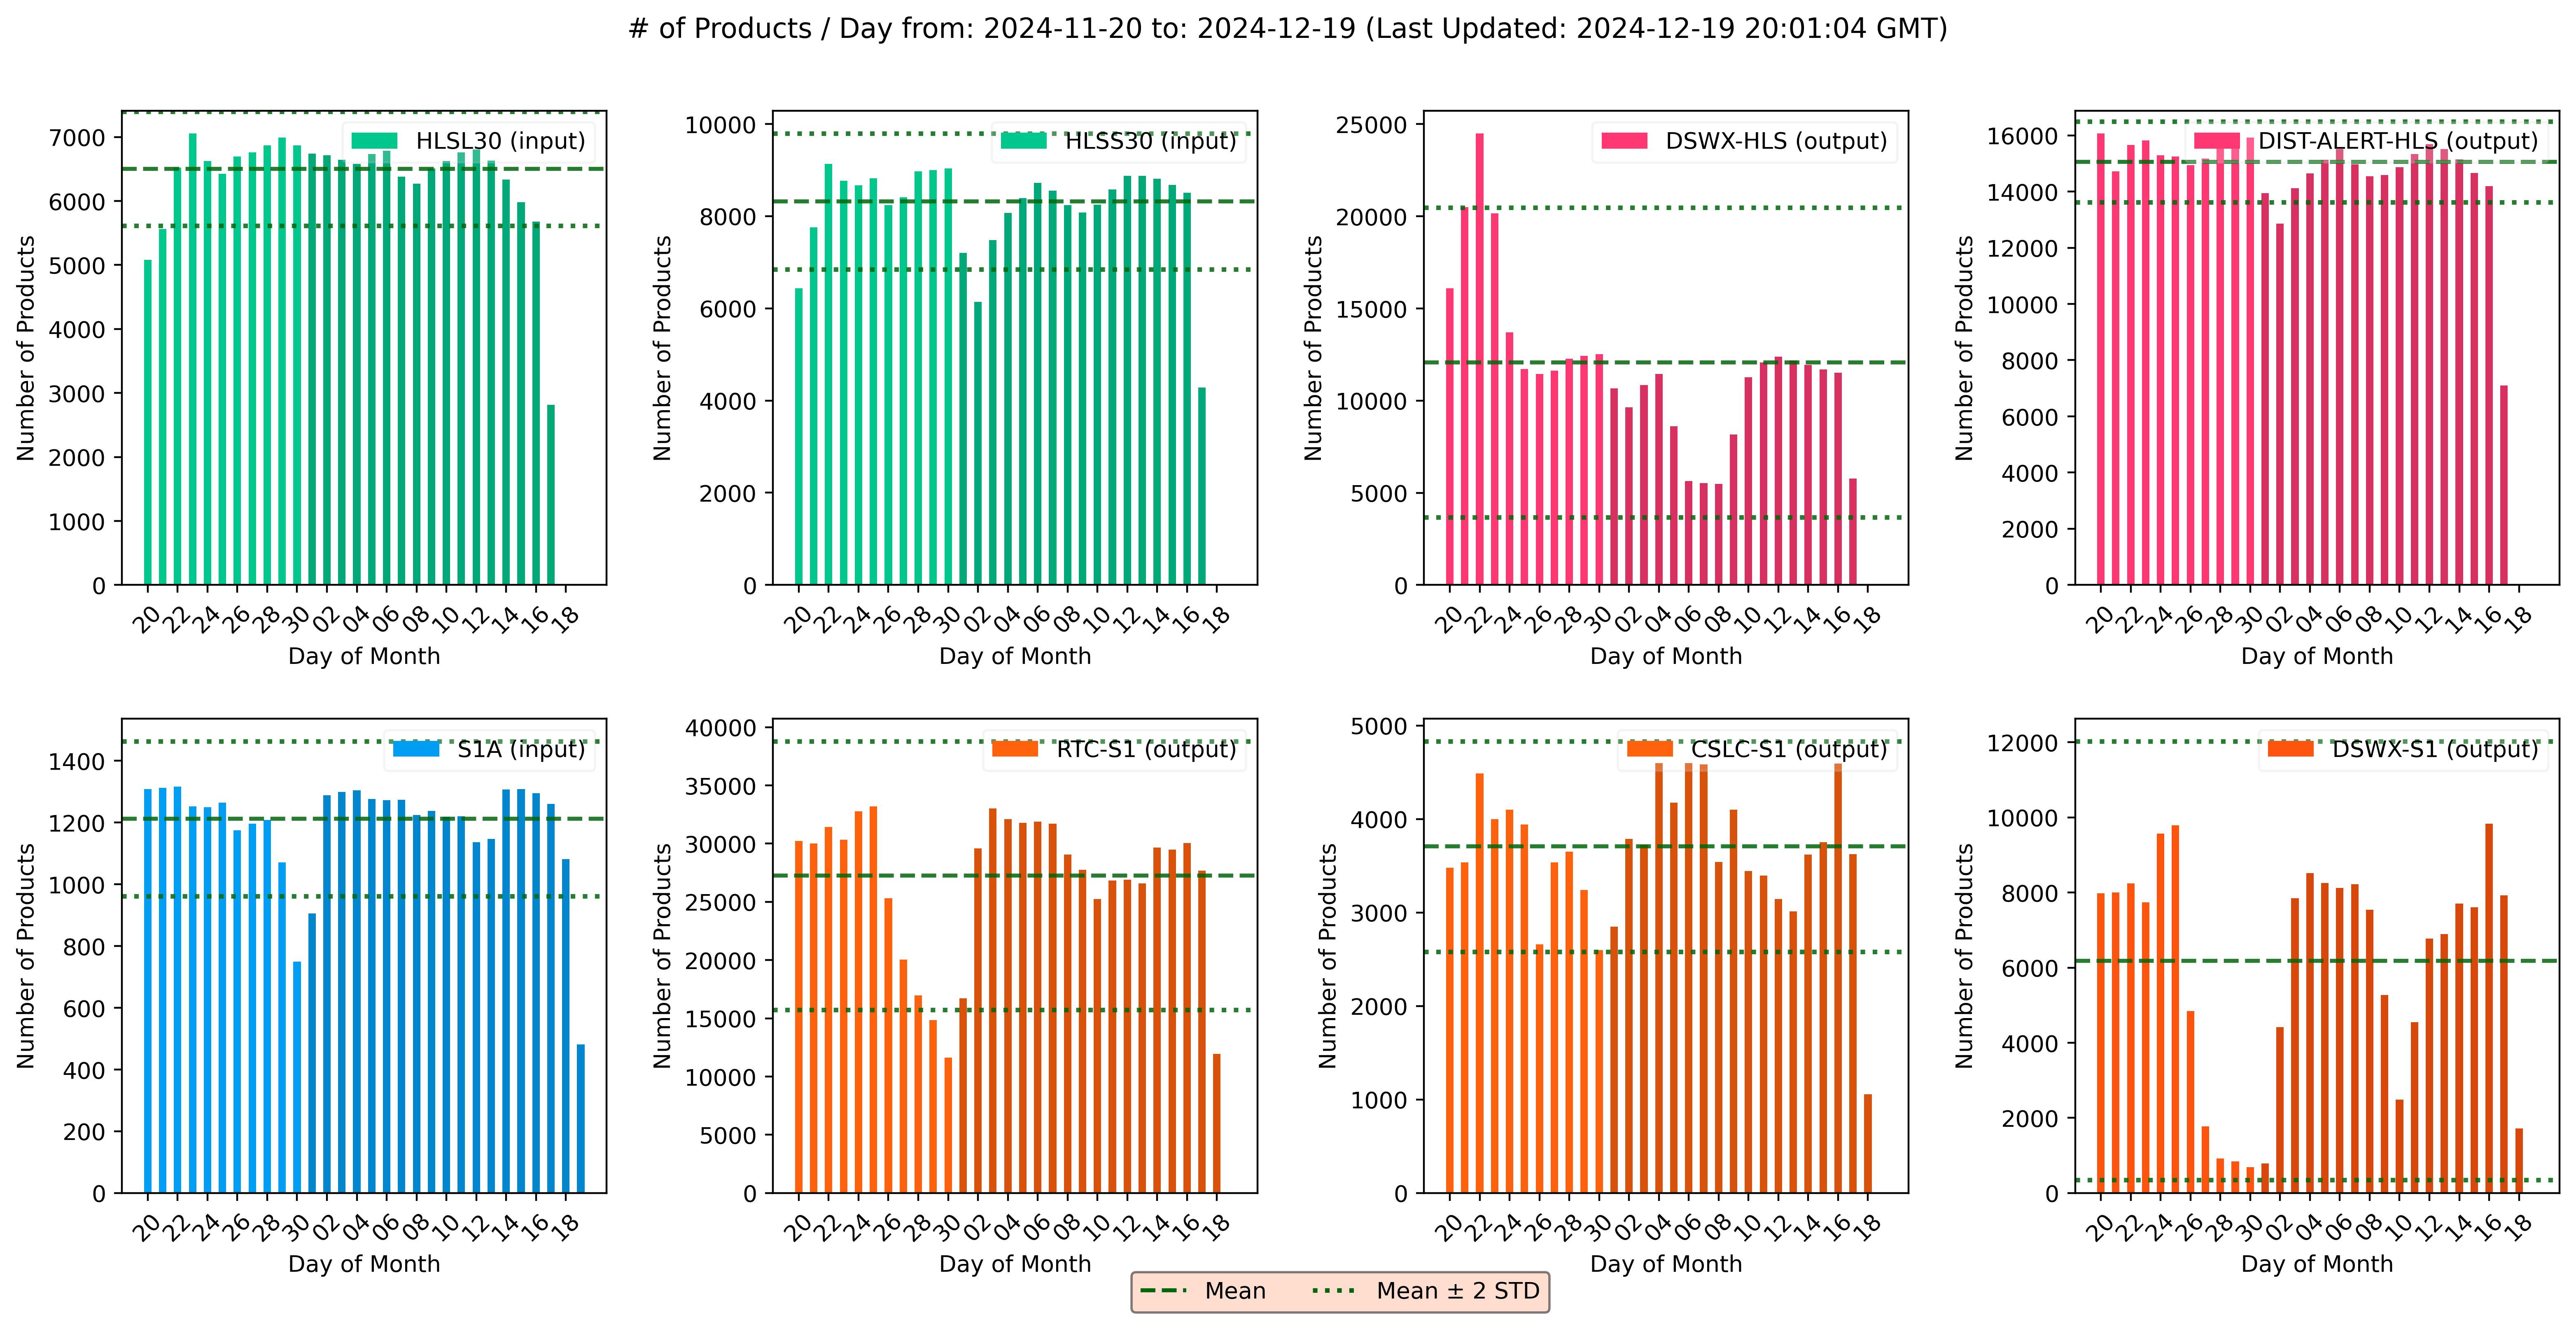 # of Products / Day from: 2024-11-20 to: 2024-12-19 (Last Updated: 2024-12-19 20:01:04 GMT)
HLSL30 (input)
Number of Products
7000
6000
5000
4000
3000
2000
1000
0
20 22 24 26 28 30 02 04 06 08 10 12 14 16 18
Day of Month
HLSS30 (input)
Number of Products
10000
8000
6000
4000
2000
0
20 22 24 26 28 30 02 04 06 08 10 12 14 16 18
Day of Month
DSWX-HLS (output)
Number of Products
25000
20000
15000
10000
5000
0
20 22 24 26 28 30 02 04 06 08 10 12 14 16 18
Day of Month
DIST-ALERT-HLS (output)
Number of Products
16000
14000
12000
10000
8000
6000
4000
2000
0
20 22 24 26 28 30 02 04 06 08 10 12 14 16 18
Day of Month
S1A (input)
Number of Products
1400
1200
1000
800
600
400
200
0
20 22 24 26 28 30 02 04 06 08 10 12 14 16 18
Day of Month
RTC-S1 (output)
Number of Products
40000
35000
30000
25000
20000
15000
10000
5000
0
20 22 24 26 28 30 02 04 06 08 10 12 14 16 18
Day of Month
CSLC-S1 (output)
Number of Products
5000
4000
3000
2000
1000
0
20 22 24 26 28 30 02 04 06 08 10 12 14 16 18
Day of Month
DSWX-S1 (output)
Number of Products
12000
10000
8000
6000
4000
2000
0
20 22 24 26 28 30 02 04 06 08 10 12 14 16 18
Day of Month
Mean Mean ± 2 STD